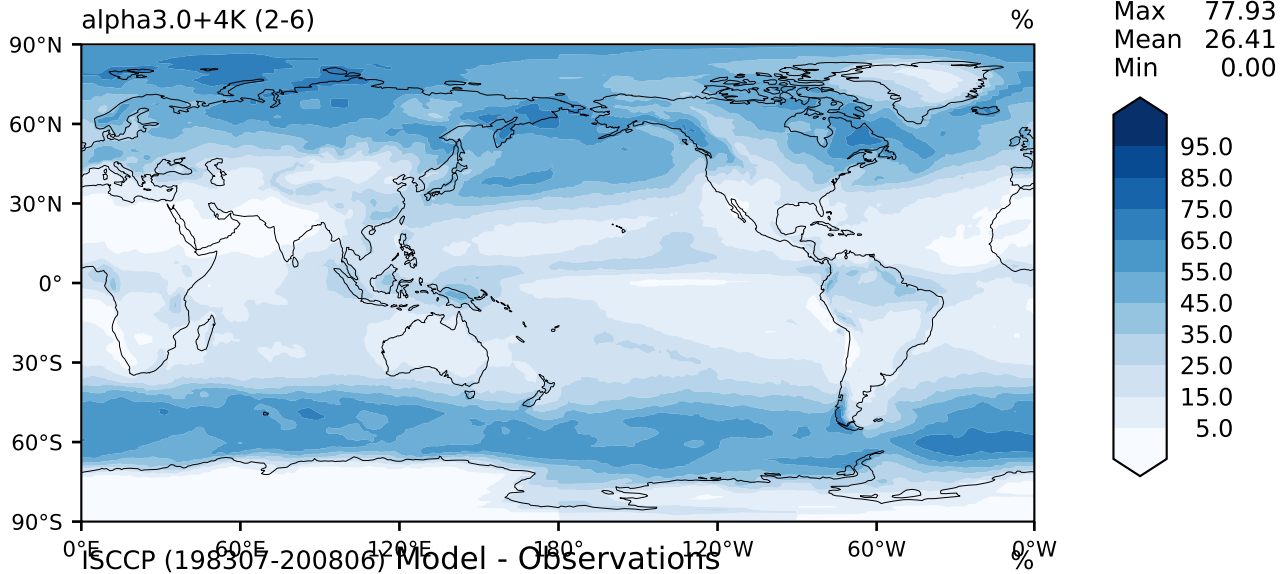 alpha3.0+4K (2-6) %
Max 77.93
Mean 26.41
Min 0.00
90°N
60°N
30°N
0°
30°S
60°S
90°S
95.0
85.0
75.0
65.0
55.0
45.0
35.0
25.0
15.0
5.0
0°E 60°E 120°E 180° 120°W 60°W 0°W
ISCCP (198307-200806) Model - Observations %